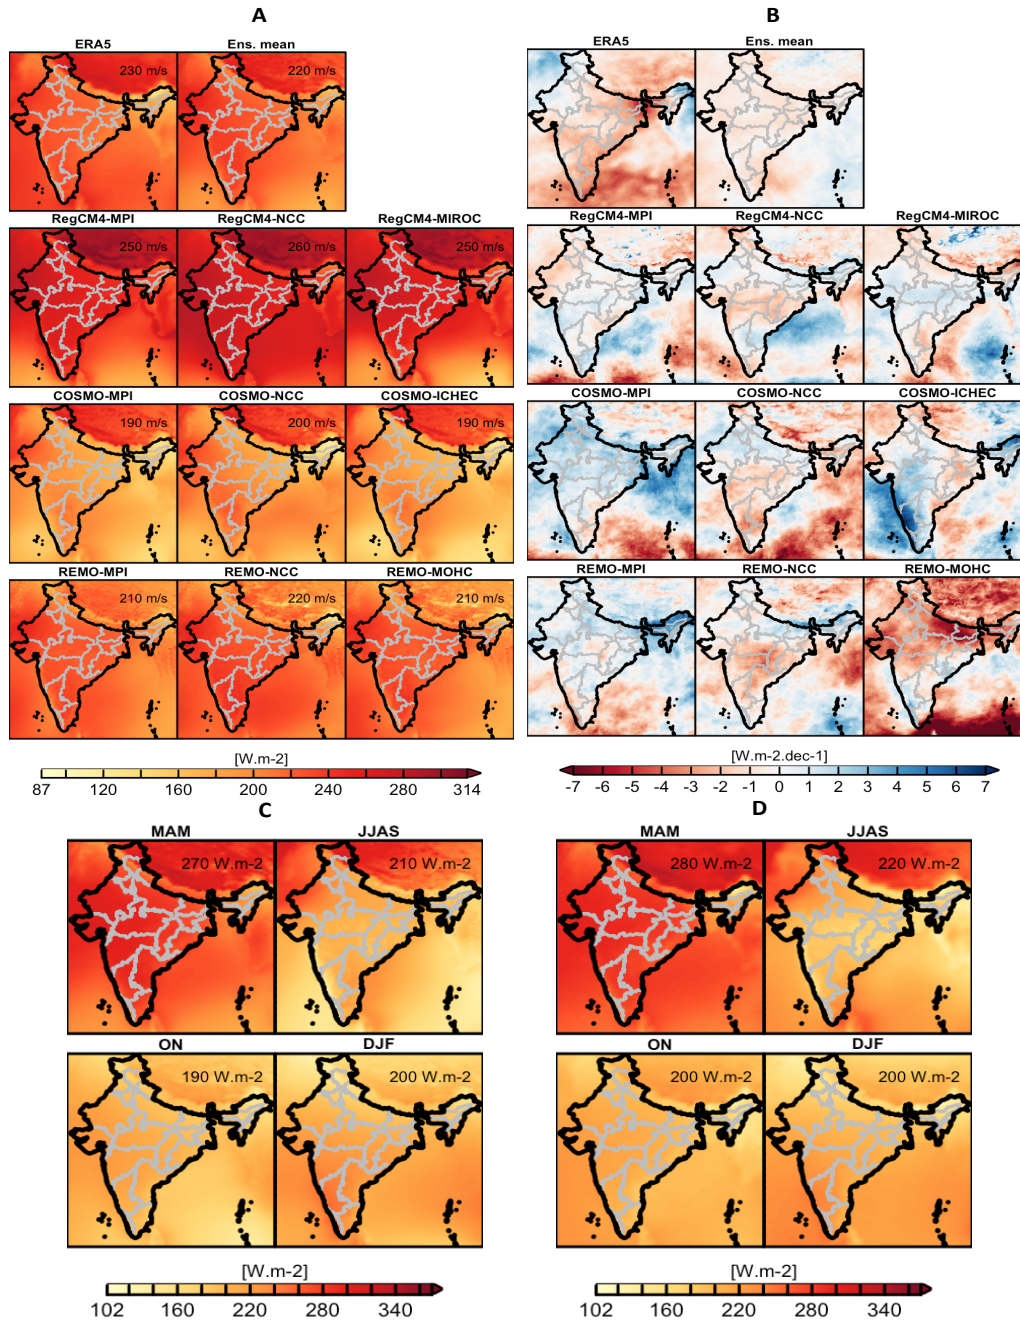 A
B
ERA5
Ens. mean
230 m/s
220 m/s
ERA5
Ens. mean
RegCM4-MPI
RegCM4-NCC
RegCM4-MIROC
250 m/s
260 m/s
250 m/s
RegCM4-MPI
RegCM4-NCC
RegCM4-MIROC
COSMO-MPI
COSMO-NCC
COSMO-ICHEC
190 m/s
200 m/s
190 m/s
COSMO-MPI
COSMO-NCC
COSMO-ICHEC
REMO-MPI
REMO-NCC
REMO-MOHC
210 m/s
220 m/s
210 m/s
REMO-MPI
REMO-NCC
REMO-MOHC
[W.m-2]
87 120 160 200 240 280 314
[W.m-2.dec-1]
-7 -6 -5 -4 -3 -2 -1 0 1 2 3 4 5 6 7
C
D
MAM
JJAS
270 W.m-2
210 W.m-2
ON
DJF
190 W.m-2
200 W.m-2
[W.m-2]
102 160 220 280 340
MAM
JJAS
280 W.m-2
220 W.m-2
ON
DJF
200 W.m-2
200 W.m-2
[W.m-2]
102 160 220 280 340